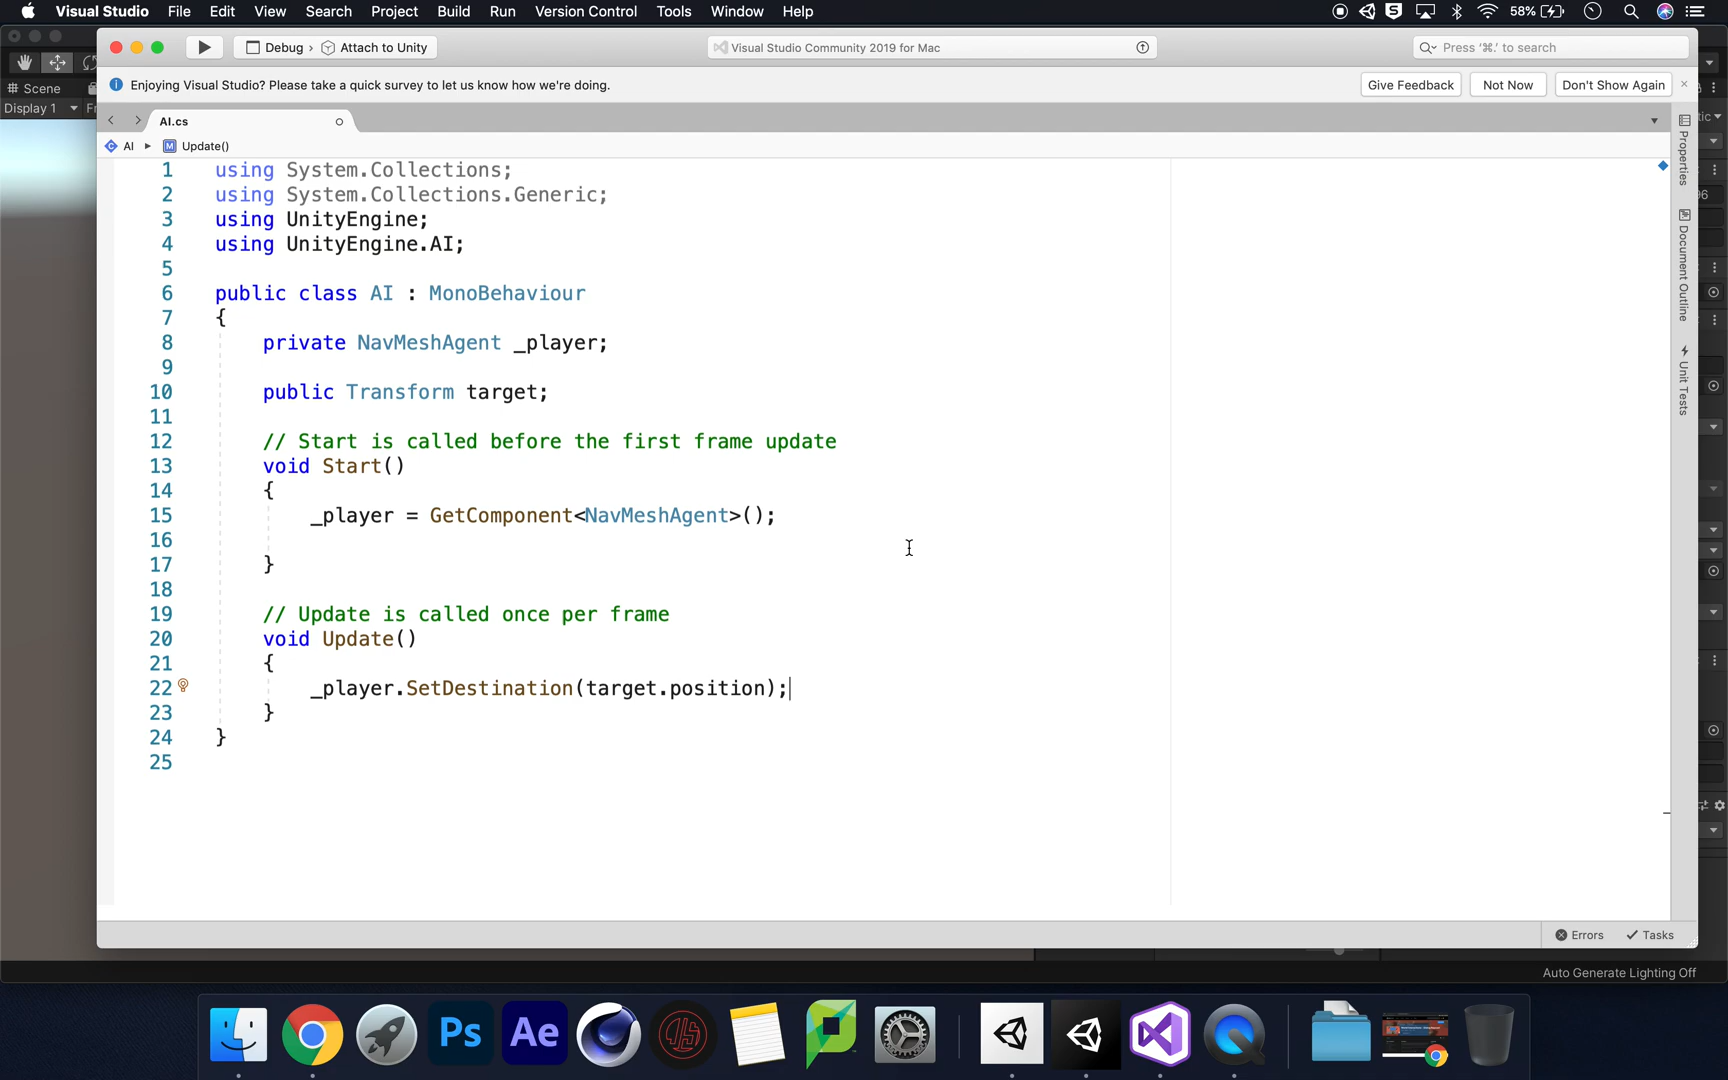 Visual Studio File Edit View Search Project Build Run Version Control Tools Window Help 58%
Debug › Attach to Unity Visual Studio Community 2019 for Mac Press '⌘.' to search
Enjoying Visual Studio? Please take a quick survey to let us know how we're doing. Give Feedback Not Now Don't Show Again
Scene
Display 1
AI.cs
AI Update()
1 using System.Collections;
2 using System.Collections.Generic;
3 using UnityEngine;
4 using UnityEngine.AI;
5
6 public class AI : MonoBehaviour
7 {
8 private NavMeshAgent _player;
9
10 public Transform target;
11
12 // Start is called before the first frame update
13 void Start()
14 {
15 _player = GetComponent<NavMeshAgent>();
16
17 }
18
19 // Update is called once per frame
20 void Update()
21 {
22 _player.SetDestination(target.position);
23 }
24 }
25
Properties
Document Outline
Unit Tests
Errors Tasks
Auto Generate Lighting Off
Ps Ae